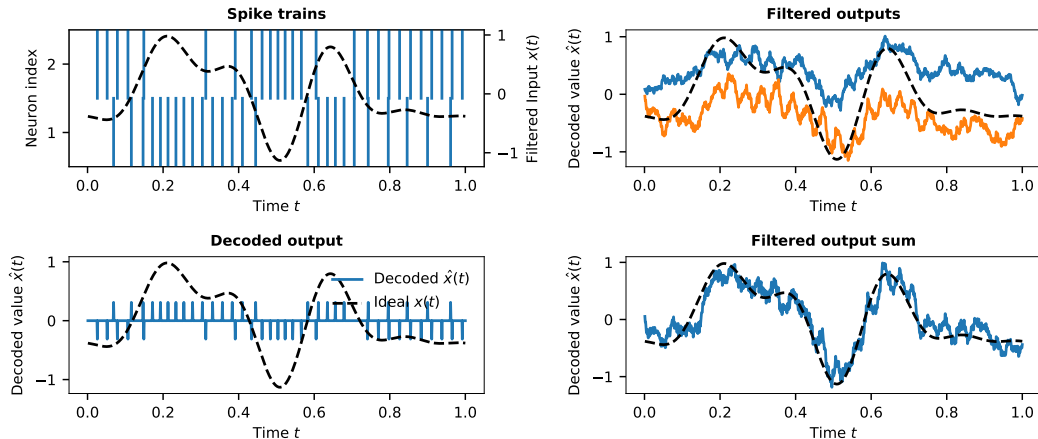 Spike trains
Neuron index
2
1
1
0
−1
Filtered Input x(t)
0.0 0.2 0.4 0.6 0.8 1.0
Time t
Filtered outputs
Decoded value x̂(t)
1
0
−1
0.0 0.2 0.4 0.6 0.8 1.0
Time t
Decoded output
Decoded value x̂(t)
1
0
−1
Decoded x̂(t)
Ideal x(t)
0.0 0.2 0.4 0.6 0.8 1.0
Time t
Filtered output sum
Decoded value x̂(t)
1
0
−1
0.0 0.2 0.4 0.6 0.8 1.0
Time t